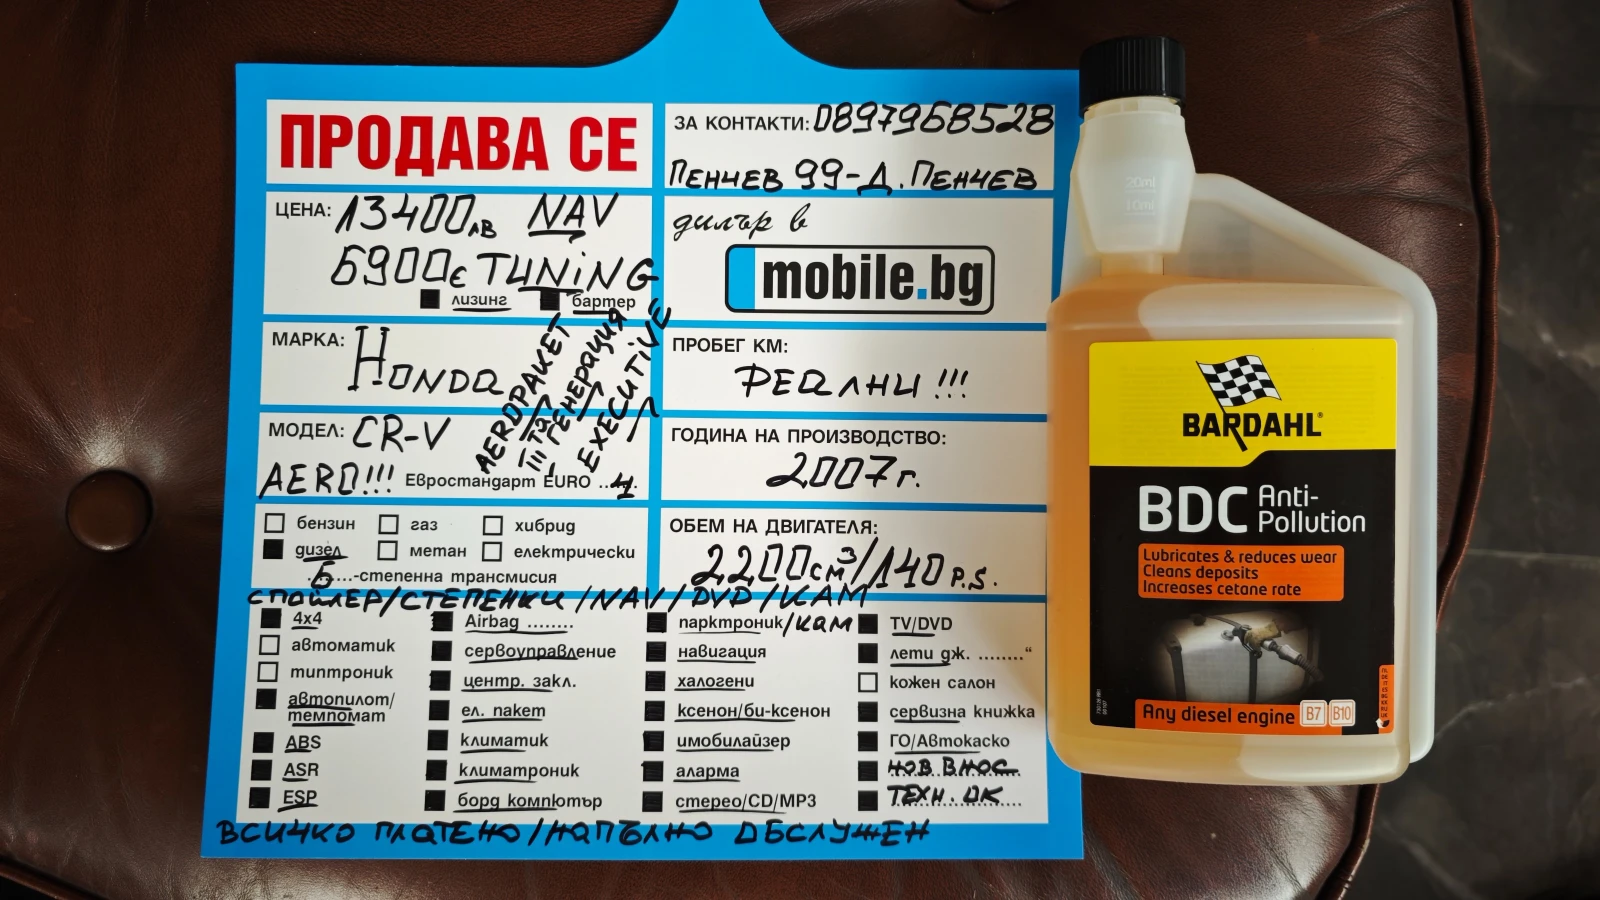 ПРОДАВА СЕ
ЦЕНА: 13400лв NAV
6900€ TUNiNG
лизинг бартер
МАРКА: HONDA
МОДЕЛ: CR-V
AERO!!! Евростандарт EURO ..4..
AEROПАКЕТ
IIIТА ГЕНЕРАЦИЯ
EXECUTIVE
бензин газ хибрид
дизел метан електрически
..6..-степенна трансмисия
ЗА КОНТАКТИ: 0897968528
ПЕНЧЕВ 99-Д.ПЕНЧЕВ
дилър в
mobile.bg
ПРОБЕГ КМ:
РЕАЛНИ!!!
ГОДИНА НА ПРОИЗВОДСТВО:
2007г.
ОБЕМ НА ДВИГАТЕЛЯ:
2200см³/140 P.S.
СПОЙЛЕР/СТЕПЕНКИ/NAV/DVD/КАМ
4x4
автоматик
типтроник
автопилот/
темпомат
ABS
ASR
ESP
Airbag ........
сервоуправление
центр. закл.
ел. пакет
климатик
климатроник
борд компютър
парктроник/КАМ
навигация
халогени
ксенон/би-ксенон
имобилайзер
аларма
стерео/CD/MP3
TV/DVD
лети дж. ........“
кожен салон
сервизна книжка
ГО/Автокаско
НОВ ВНОС
ТЕХН. ОК
ВСИЧКО ПЛАТЕНО/НАПЪЛНО ОБСЛУЖЕН
20ml
10ml
BARDAHL®
BDC Anti-
Pollution
Lubricates & reduces wear
Cleans deposits
Increases cetane rate
Any diesel engine B7 B10